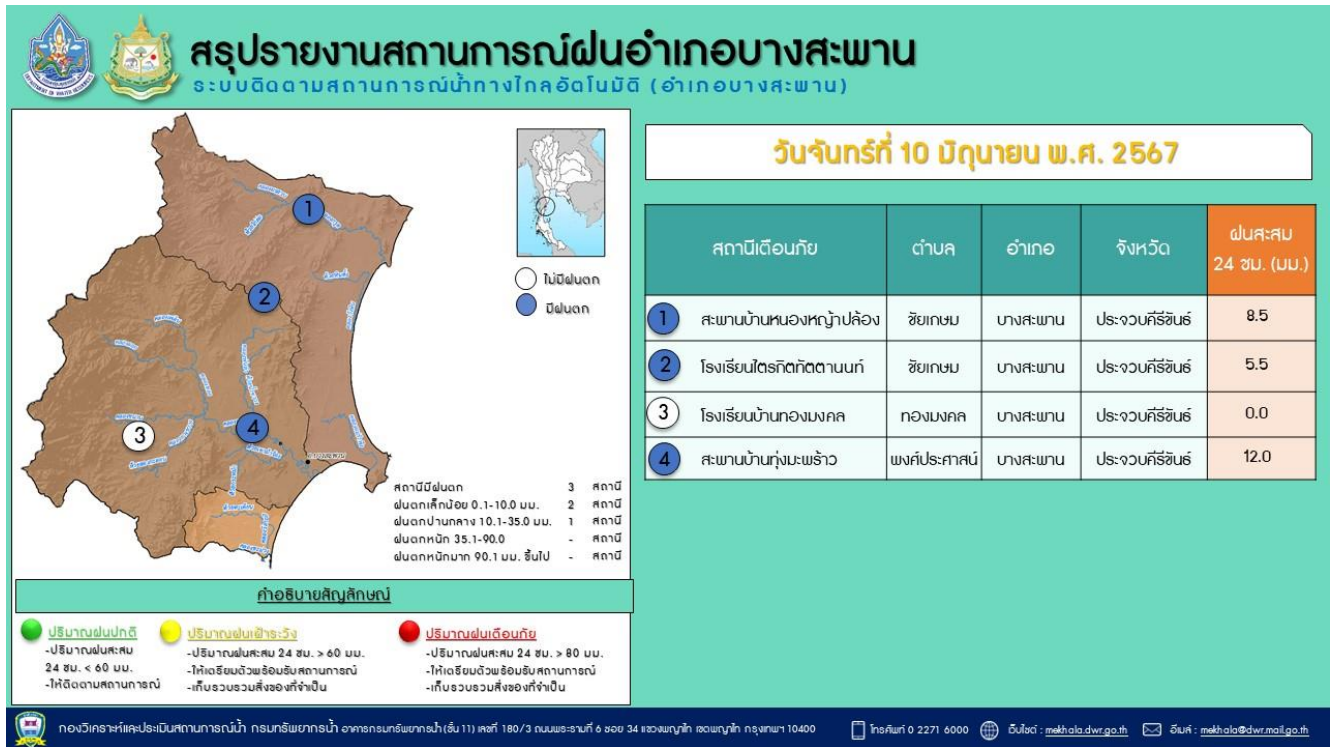 สรุปรายงานสถานการณ์ฝนอำเภอบางสะพาน
ระบบติดตามสถานการณ์น้ำทางไกลอัตโนมัติ (อำเภอบางสะพาน)
1
2
3
4
ไม่มีฝนตก
มีฝนตก
สถานีมีฝนตก 3 สถานี
ฝนตกเล็กน้อย 0.1-10.0 มม. 2 สถานี
ฝนตกปานกลาง 10.1-35.0 มม. 1 สถานี
ฝนตกหนัก 35.1-90.0 - สถานี
ฝนตกหนักมาก 90.1 มม. ขึ้นไป - สถานี
คำอธิบายสัญลักษณ์
ปริมาณฝนปกติ
-ปริมาณฝนสะสม
24 ชม. < 60 มม.
-ให้ติดตามสถานการณ์
ปริมาณฝนเฝ้าระวัง
-ปริมาณฝนสะสม 24 ชม. > 60 มม.
-ให้เตรียมตัวพร้อมรับสถานการณ์
-เก็บรวบรวมสิ่งของที่จำเป็น
ปริมาณฝนเตือนภัย
-ปริมาณฝนสะสม 24 ชม. > 80 มม.
-ให้เตรียมตัวพร้อมรับสถานการณ์
-เก็บรวบรวมสิ่งของที่จำเป็น
วันจันทร์ที่ 10 มิถุนายน พ.ศ. 2567
สถานีเตือนภัย ตำบล อำเภอ จังหวัด ฝนสะสม
24 ชม. (มม.)
1 สะพานบ้านหนองหญ้าปล้อง ชัยเกษม บางสะพาน ประจวบคีรีขันธ์ 8.5
2 โรงเรียนไตรกิตทัตตานนท์ ชัยเกษม บางสะพาน ประจวบคีรีขันธ์ 5.5
3 โรงเรียนบ้านทองมงคล ทองมงคล บางสะพาน ประจวบคีรีขันธ์ 0.0
4 สะพานบ้านทุ่งมะพร้าว พงศ์ประศาสน์ บางสะพาน ประจวบคีรีขันธ์ 12.0
กองวิเคราะห์และประเมินสถานการณ์น้ำ กรมทรัพยากรน้ำ อาคารกรมทรัพยากรน้ำ (ชั้น 11) เลขที่ 180/3 ถนนพระรามที่ 6 ซอย 34 แขวงพญาไท เขตพญาไท กรุงเทพฯ 10400 โทรศัพท์ 0 2271 6000 เว็บไซต์ : mekhala.dwr.go.th อีเมล์ : mekhala@dwr.mail.go.th